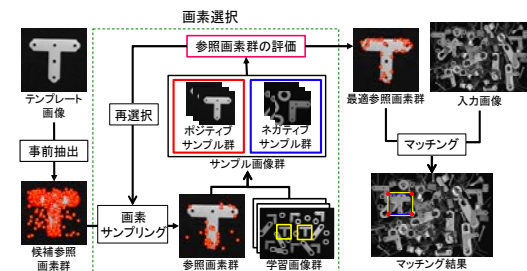 画素選択
参照画素群の評価
テンプレート
画像
再選択
ポジティブ
サンプル群
ネガティブ
サンプル群
サンプル画像群
最適参照画素群
入力画像
事前抽出
マッチング
画素
サンプリング
候補参照
画素群
参照画素群
学習画像群
マッチング結果